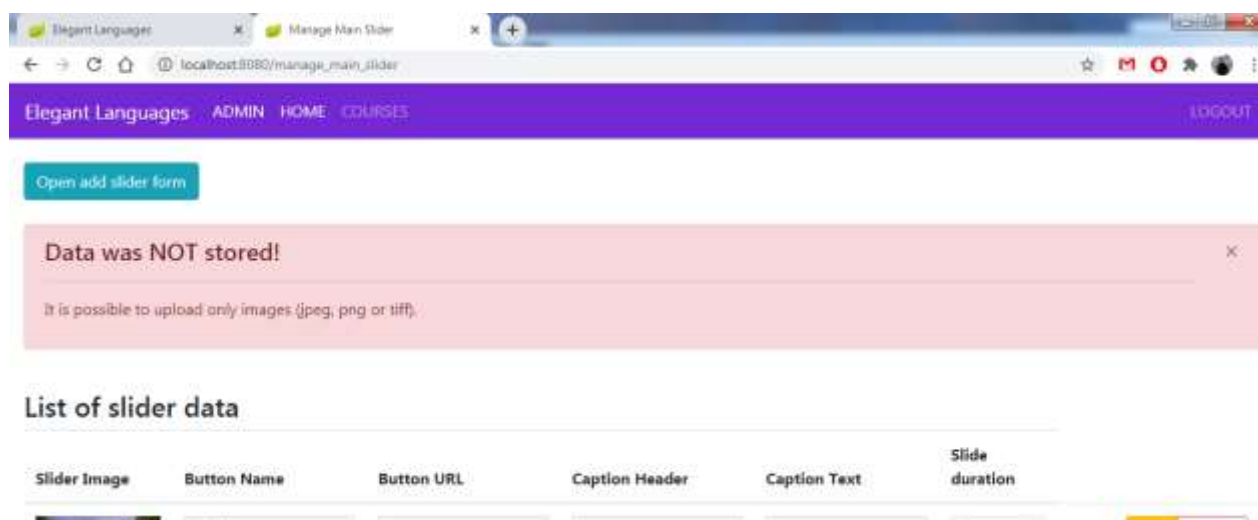 Elegant Languages
Manage Main Slider
localhost:8080/manage_main_slider
Elegant Languages ADMIN HOME COURSES LOGOUT
Open add slider form
Data was NOT stored!
It is possible to upload only images (jpeg, png or tiff).
List of slider data
Slider Image Button Name Button URL Caption Header Caption Text Slide duration